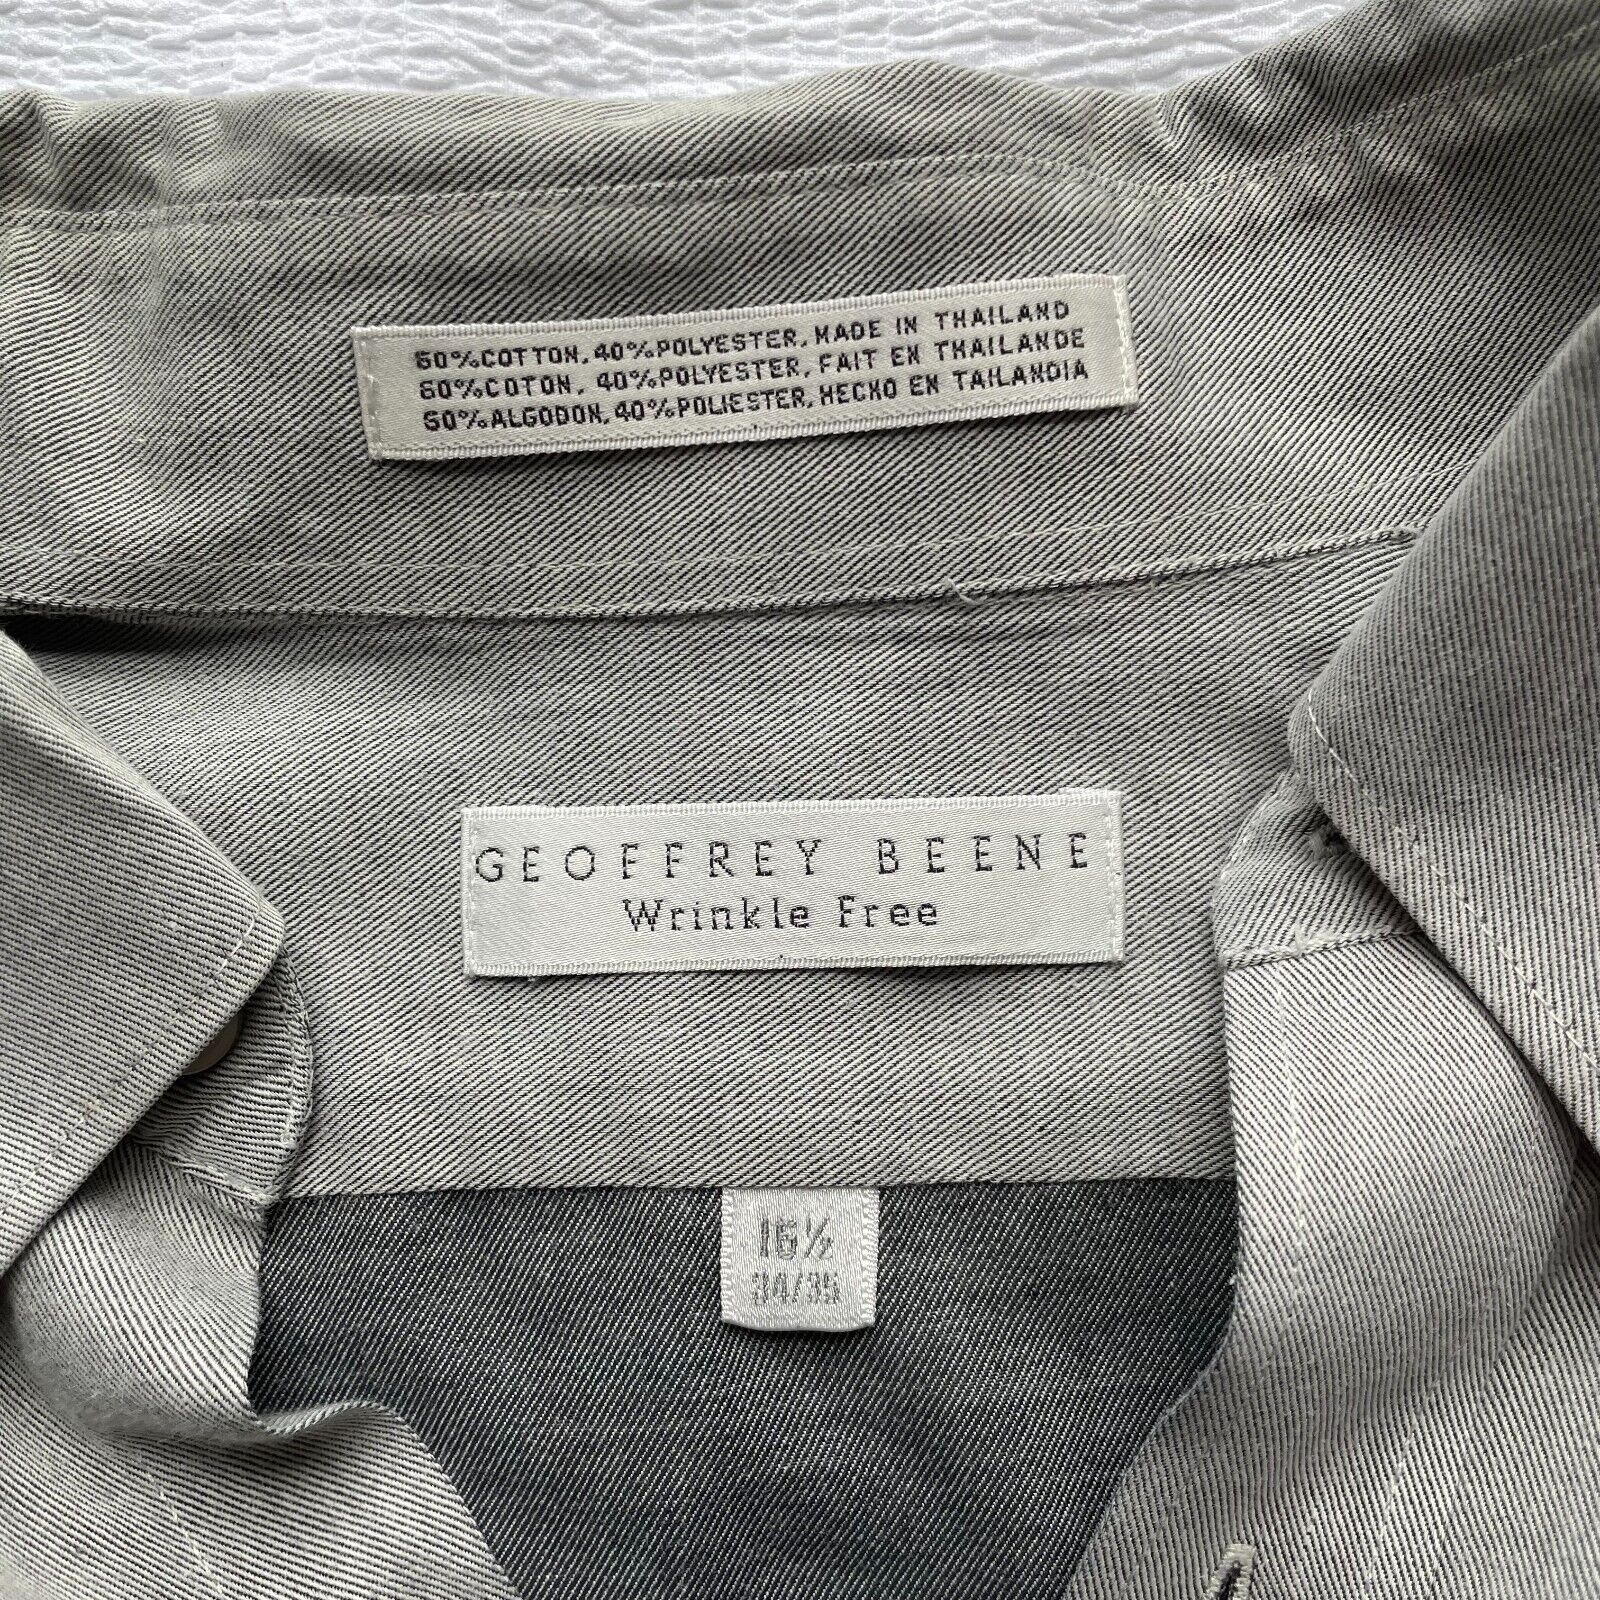 60%COTTON, 40%POLYESTER, MADE IN THAILAND
60%COTON, 40%POLYESTER, FAIT EN THAILANDE
60%ALGODON, 40%POLIESTER, HECHO EN TAILANDIA
GEOFFREY BEENE
Wrinkle Free
16½
34/35